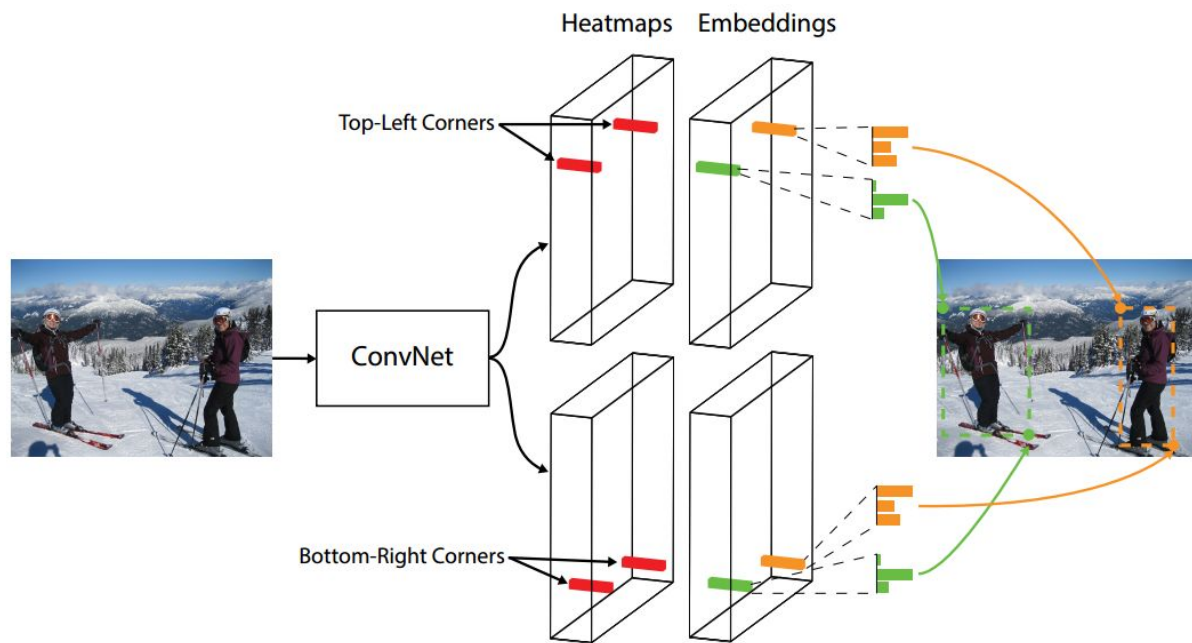 Heatmaps Embeddings
Top-Left Corners
ConvNet
Bottom-Right Corners